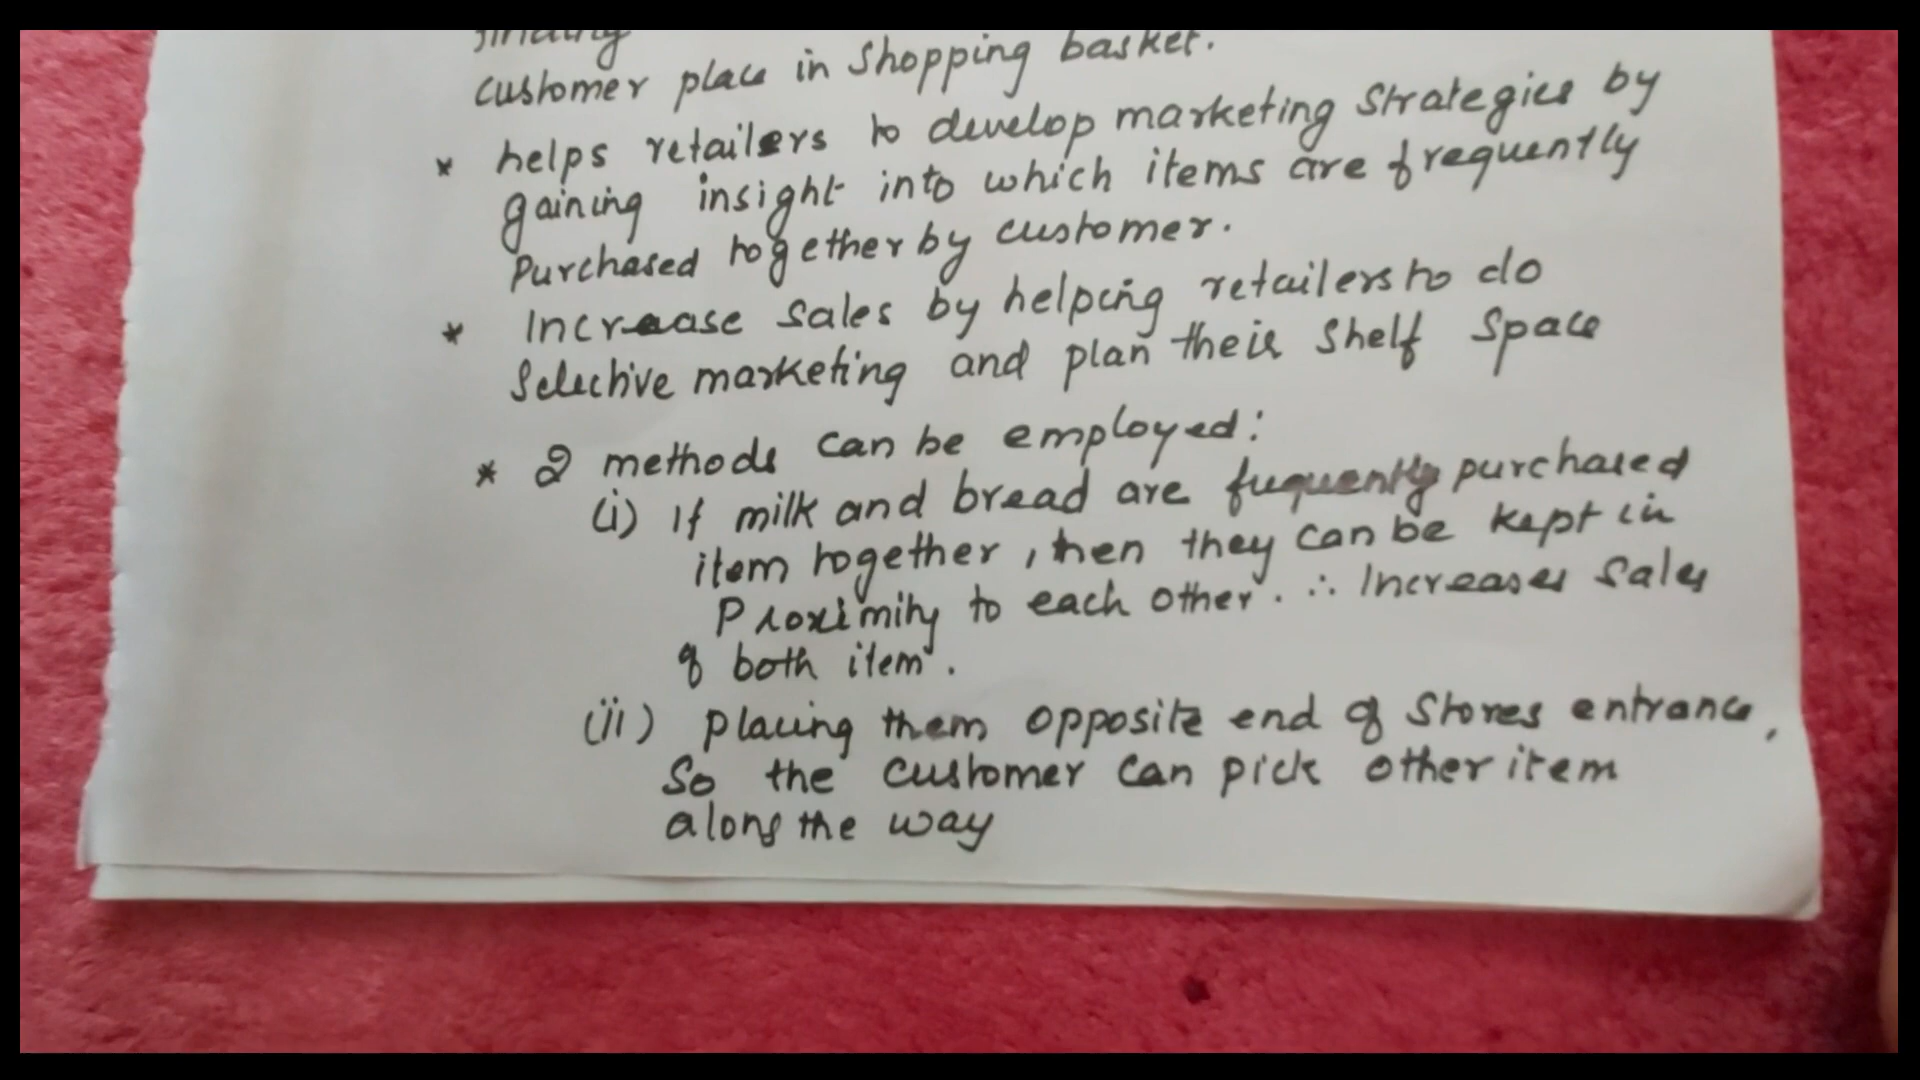 finding
customer place in Shopping basket.
* helps retailers to develop marketing Strategies by
gaining insight into which items are frequently
Purchased together by customer.
* Increase Sales by helping retailers to do
Selective marketing and plan their Shelf Space
* 2 methods can be employed:
(i) If milk and bread are frequently purchased
item together, then they can be kept in
Proximity to each other. ∴ Increases Sales
of both item.
(ii) Placing them opposite end of Stores entrance,
So the customer can pick other item
along the way